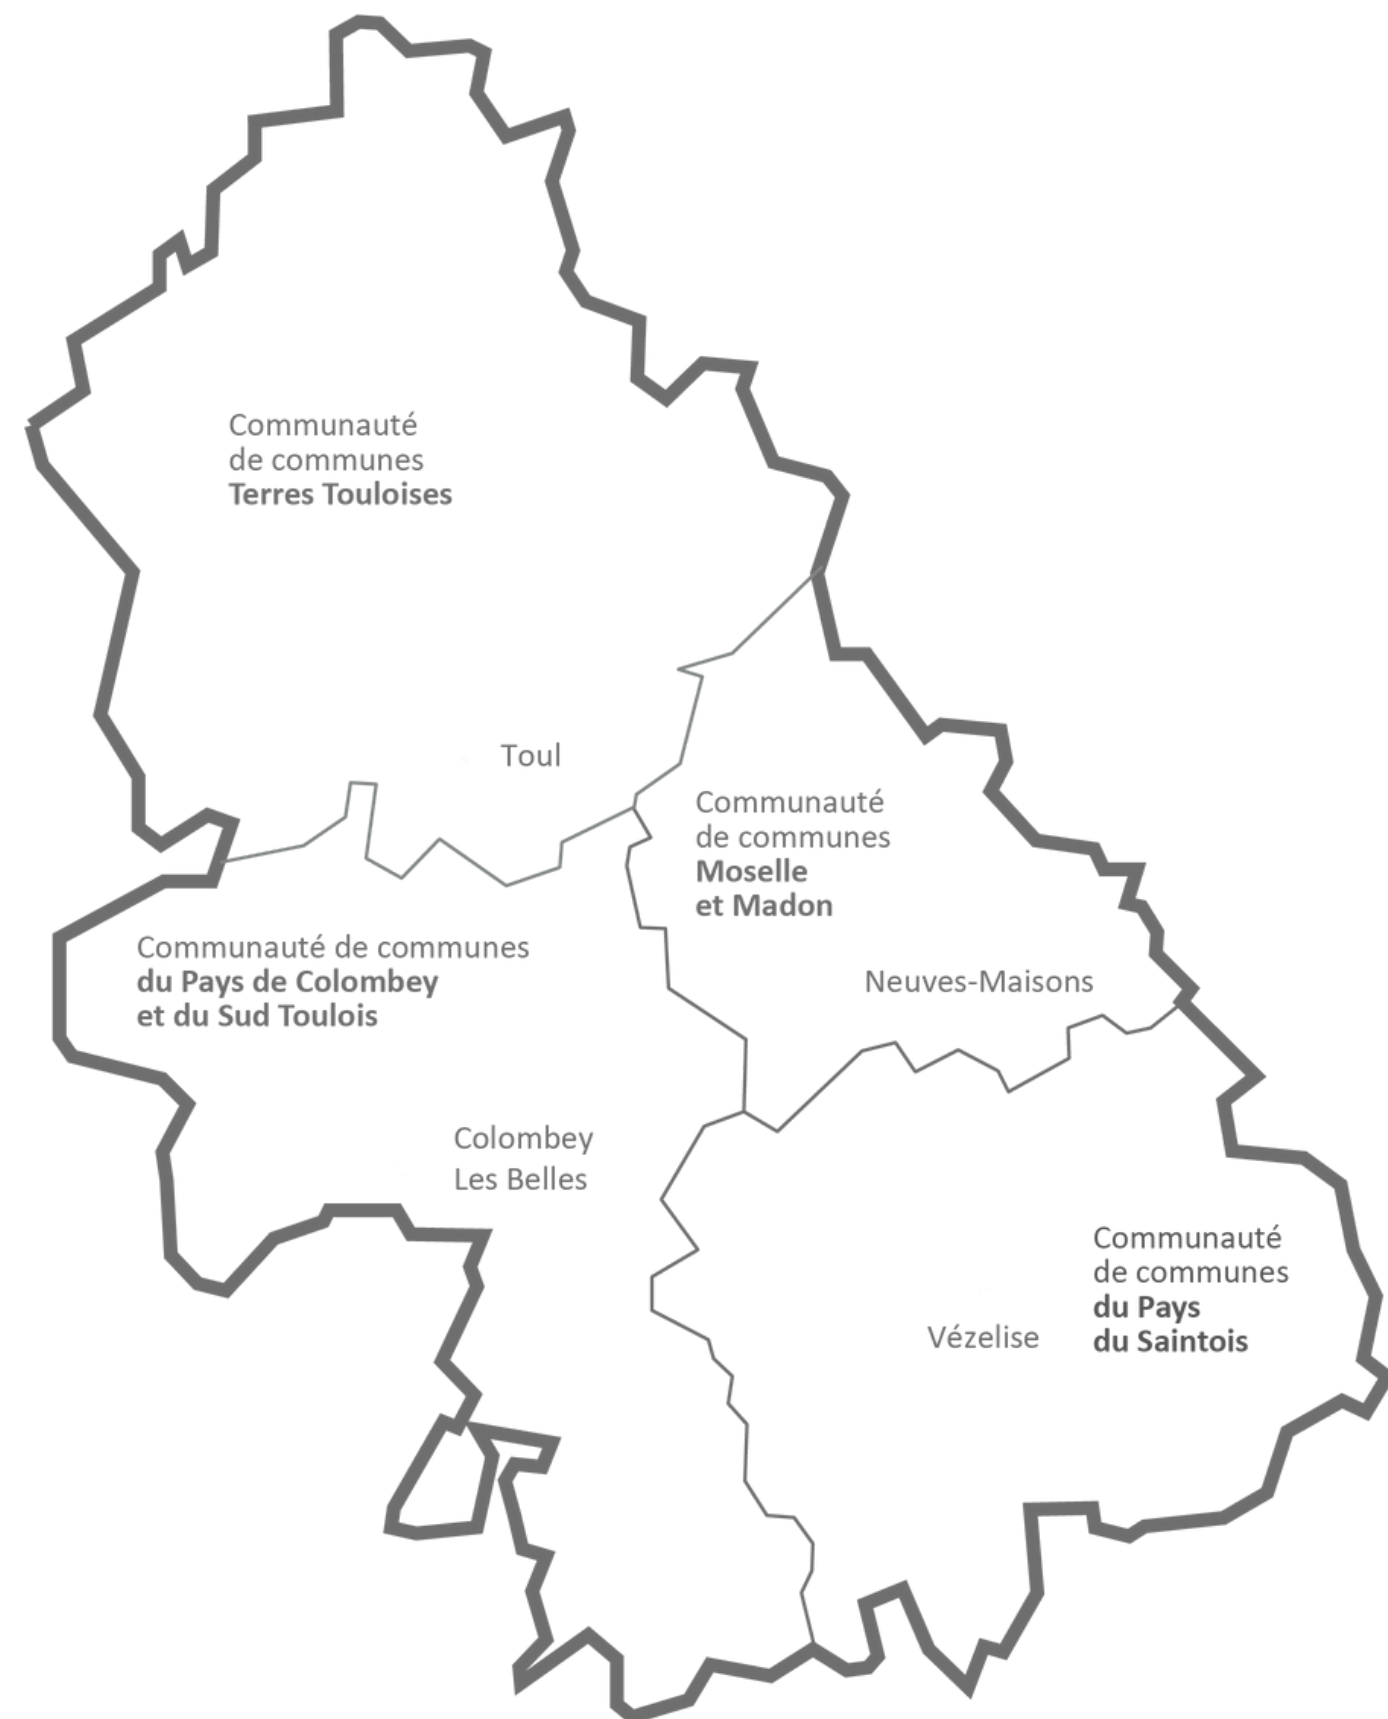 Communauté
de communes
Terres Touloises
Toul
Communauté
de communes
Moselle
et Madon
Communauté de communes
du Pays de Colombey
et du Sud Toulois
Neuves-Maisons
Colombey
Les Belles
Communauté
de communes
du Pays
du Saintois
Vézelise